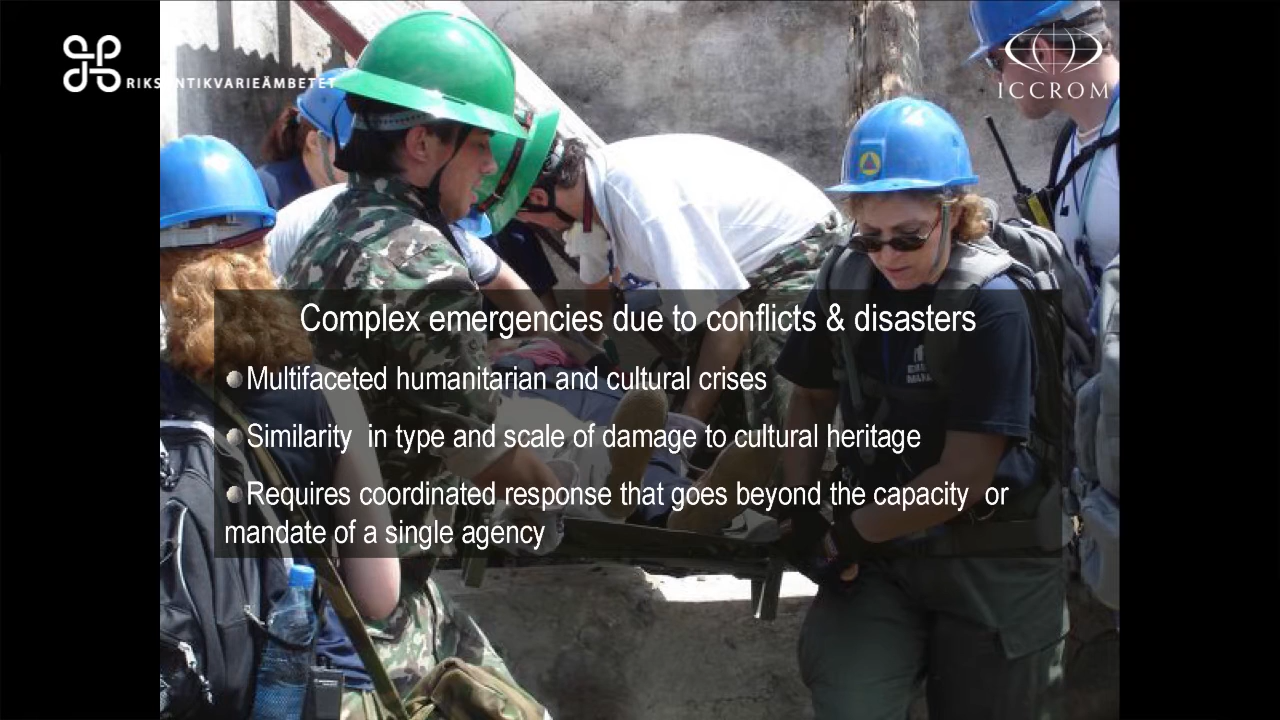 RIKSANTIKVARIEÄMBETET
ICCROM
Complex emergencies due to conflicts & disasters
Multifaceted humanitarian and cultural crises
Similarity in type and scale of damage to cultural heritage
Requires coordinated response that goes beyond the capacity or
mandate of a single agency